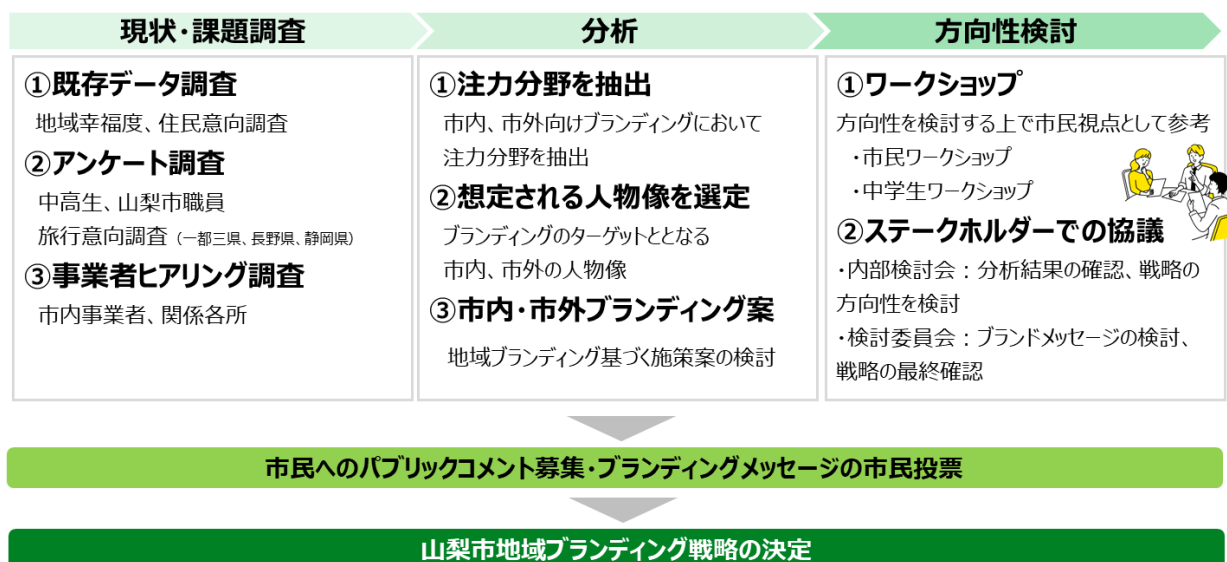 現状・課題調査
分析
方向性検討
①既存データ調査
地域幸福度、住民意向調査
②アンケート調査
中高生、山梨市職員
旅行意向調査（一都三県、長野県、静岡県）
③事業者ヒアリング調査
市内事業者、関係各所
①注力分野を抽出
市内、市外向けブランディングにおいて
注力分野を抽出
②想定される人物像を選定
ブランディングのターゲットととなる
市内、市外の人物像
③市内・市外ブランディング案
地域ブランディング基づく施策案の検討
①ワークショップ
方向性を検討する上で市民視点として参考
・市民ワークショップ
・中学生ワークショップ
②ステークホルダーでの協議
・内部検討会：分析結果の確認、戦略の
方向性を検討
・検討委員会：ブランドメッセージの検討、
戦略の最終確認
市民へのパブリックコメント募集・ブランディングメッセージの市民投票
山梨市地域ブランディング戦略の決定